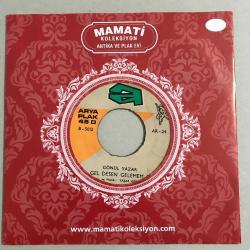 MAMATİ
KOLEKSİYON
ANTİKA VE PLAK EVİ
ARYA
PLAK
45 D
B-5012
AR-24
GÖNÜL YAZAR
GEL DESEN GELEMEM
www.mamatikoleksiyon.com